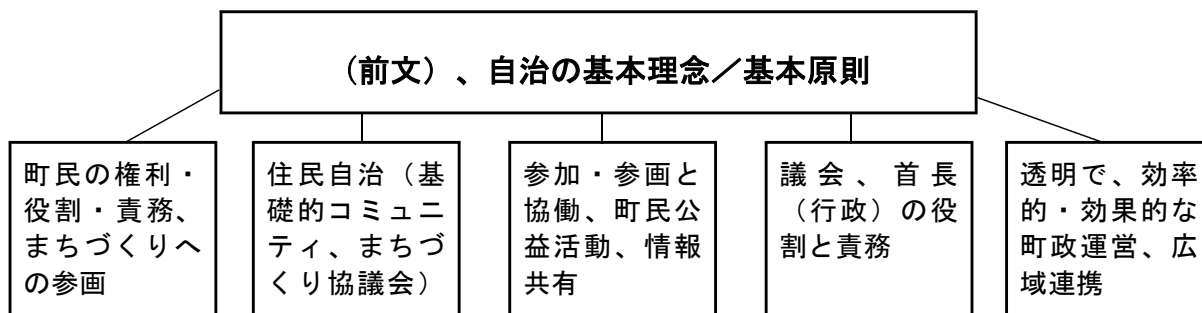 （前文）、自治の基本理念／基本原則
町民の権利・
役割・責務、
まちづくりへ
の参画
住民自治（基
礎的コミュニ
ティ、まちづ
くり協議会）
参加・参画と
協働、町民公
益活動、情報
共有
議会、首長
（行政）の役
割と責務
透明で、効率
的・効果的な
町政運営、広
域連携